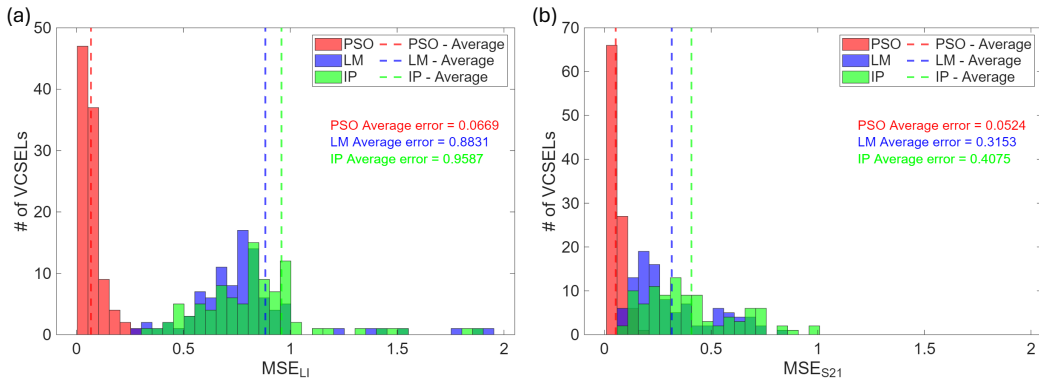 (a)
50
40
30
20
10
0
# of VCSELs
PSO PSO - Average
LM LM - Average
IP IP - Average
PSO Average error = 0.0669
LM Average error = 0.8831
IP Average error = 0.9587
0 0.5 1 1.5 2
MSE_LI
(b)
70
60
50
40
30
20
10
0
# of VCSELs
PSO PSO - Average
LM LM - Average
IP IP - Average
PSO Average error = 0.0524
LM Average error = 0.3153
IP Average error = 0.4075
0 0.5 1 1.5 2
MSE_S21